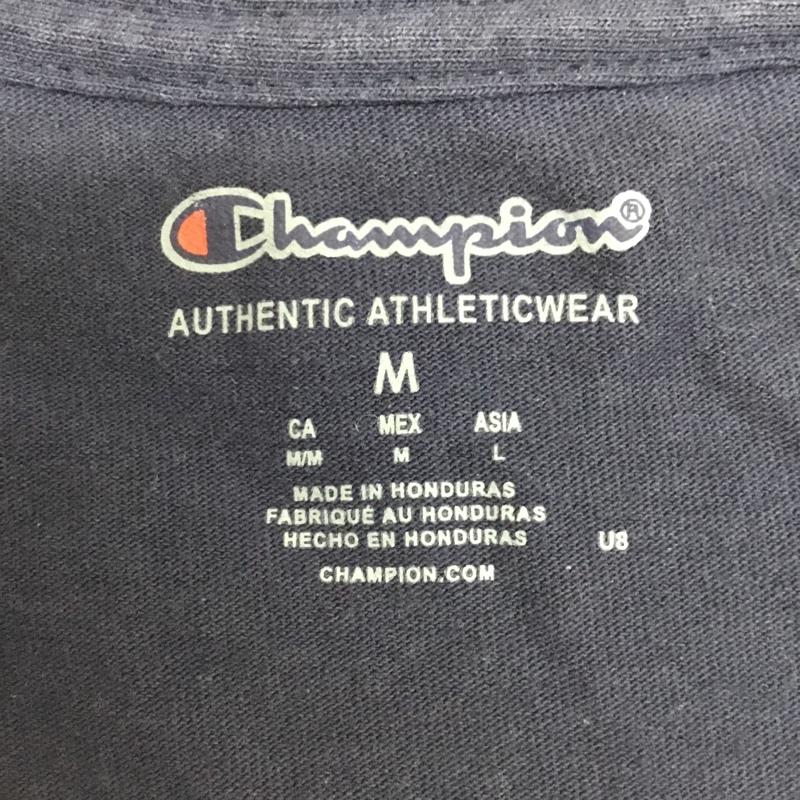 Champion®
AUTHENTIC ATHLETICWEAR
M
CA MEX ASIA
M/M M L
MADE IN HONDURAS
FABRIQUÉ AU HONDURAS
HECHO EN HONDURAS U8
CHAMPION.COM